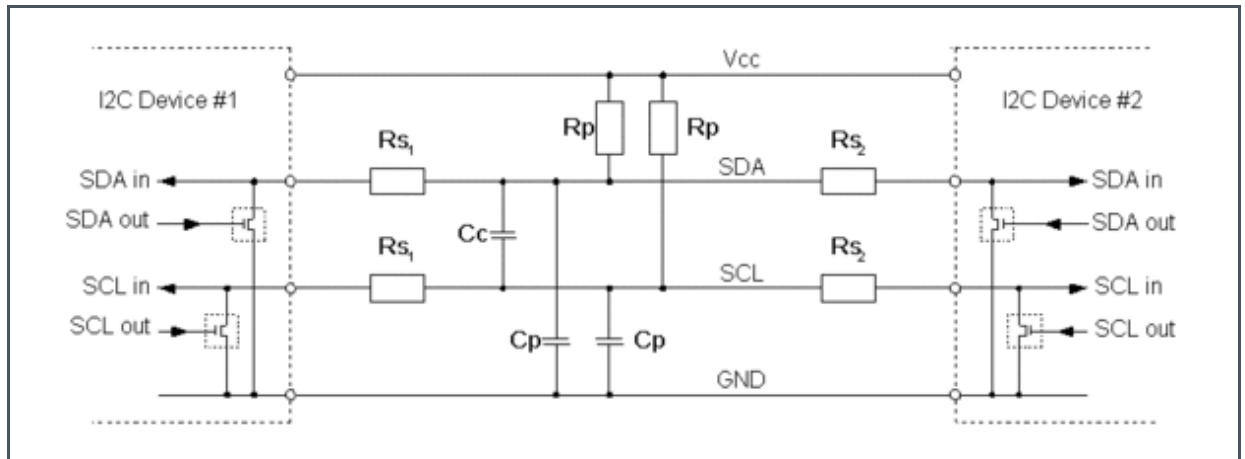 Vcc
I2C Device #1
I2C Device #2
Rp
Rp
Rs₁
SDA
Rs₂
SDA in
SDA in
SDA out
SDA out
Cc
Rs₁
SCL
Rs₂
SCL in
SCL in
SCL out
SCL out
Cp
Cp
GND